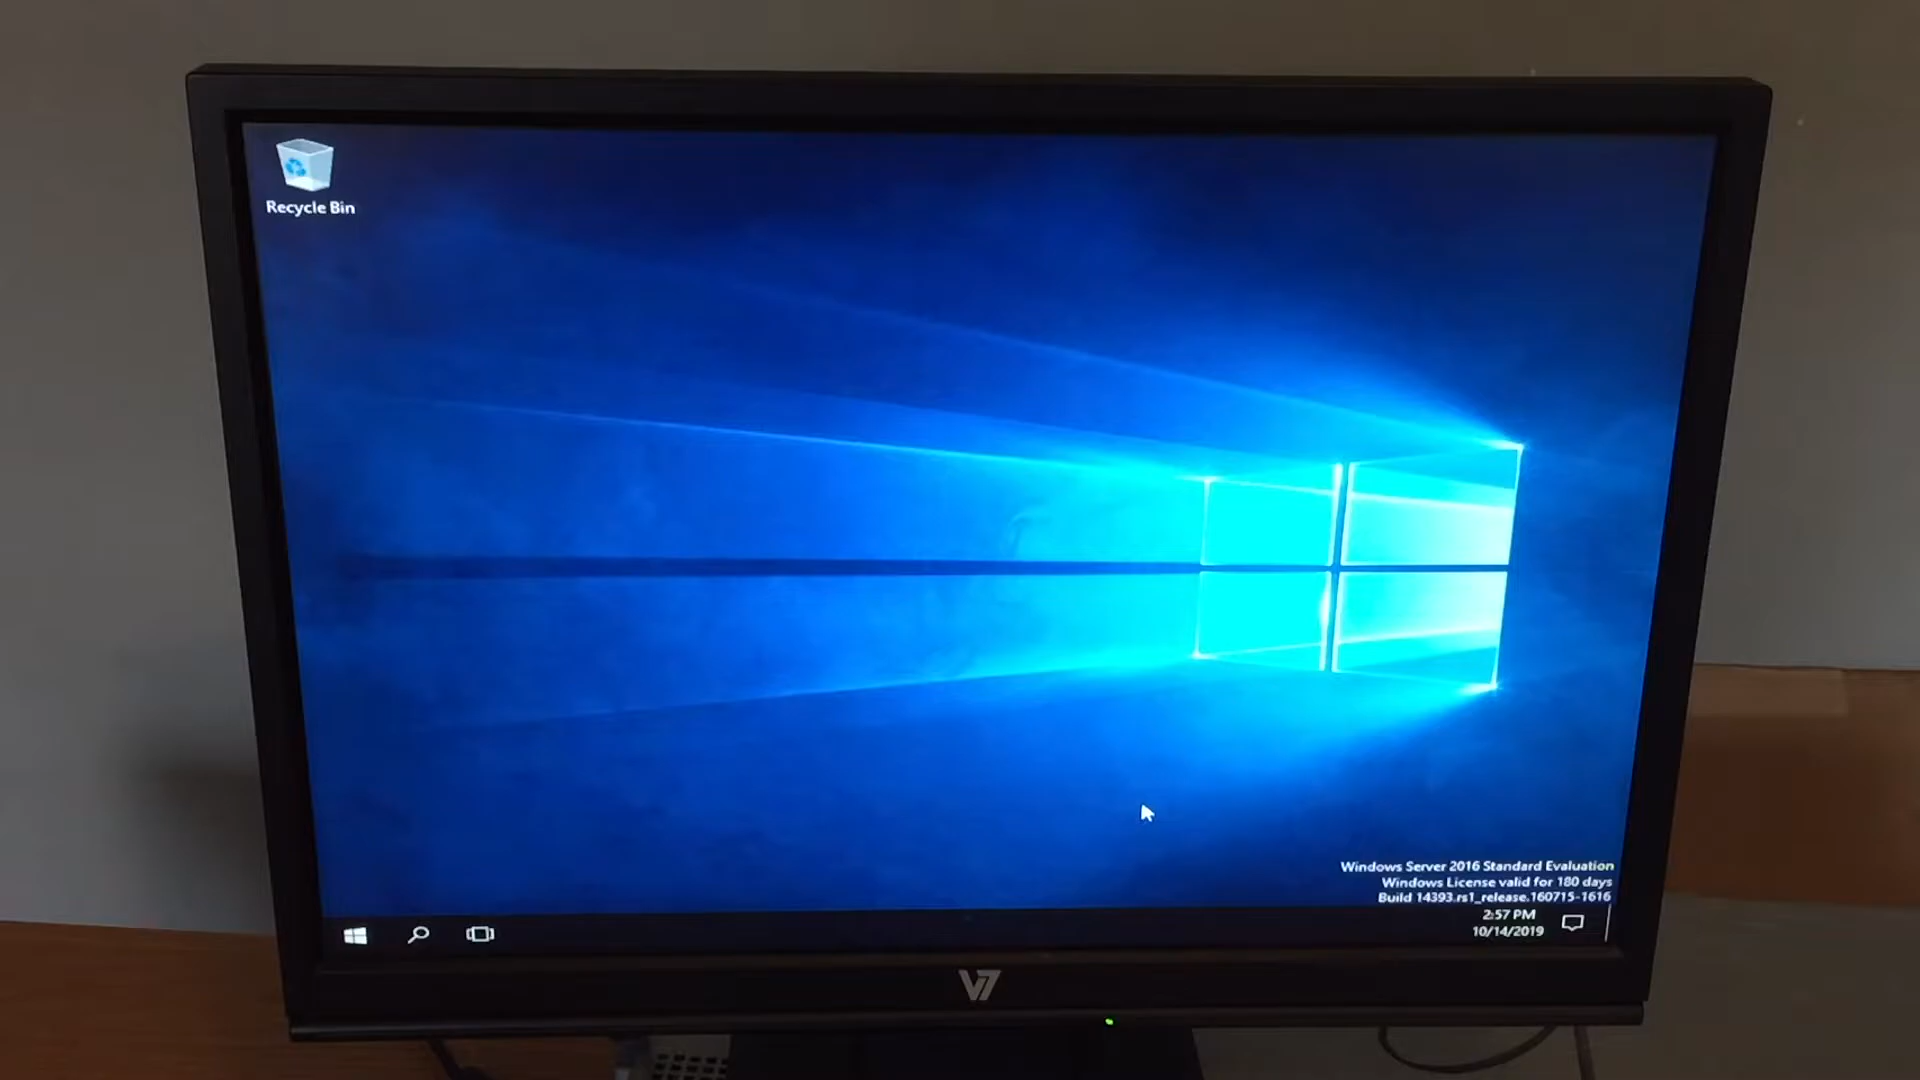 Recycle Bin
Windows Server 2016 Standard Evaluation
Windows License valid for 180 days
Build 14393.rs1_release.160715-1616
2:57 PM
10/14/2019
V7